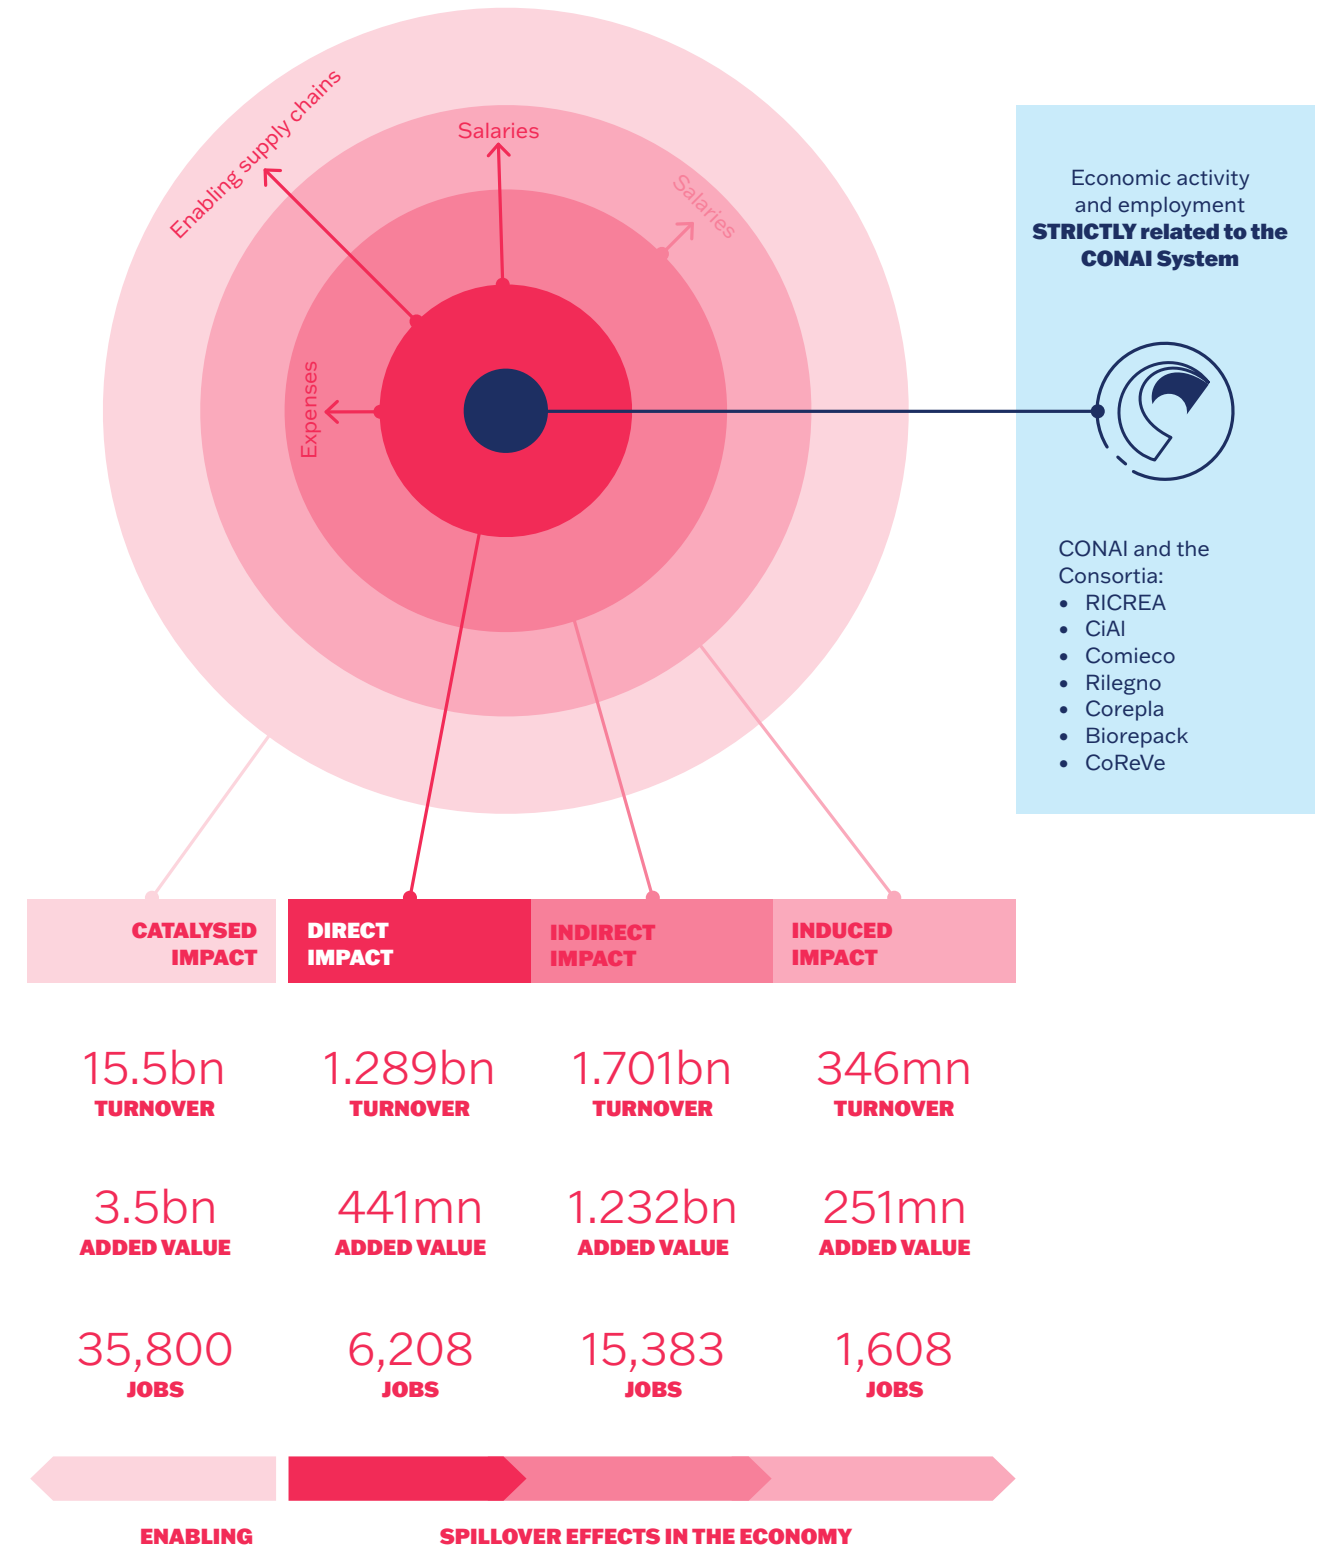 Enabling supply chains
Salaries
Salaries
Expenses
Economic activity
and employment
STRICTLY related to the
CONAI System
CONAI and the
Consortia:
• RICREA
• CiAl
• Comieco
• Rilegno
• Corepla
• Biorepack
• CoReVe
CATALYSED
IMPACT
DIRECT
IMPACT
INDIRECT
IMPACT
INDUCED
IMPACT
15.5bn
TURNOVER
1.289bn
TURNOVER
1.701bn
TURNOVER
346mn
TURNOVER
3.5bn
ADDED VALUE
441mn
ADDED VALUE
1.232bn
ADDED VALUE
251mn
ADDED VALUE
35,800
JOBS
6,208
JOBS
15,383
JOBS
1,608
JOBS
ENABLING
SPILLOVER EFFECTS IN THE ECONOMY